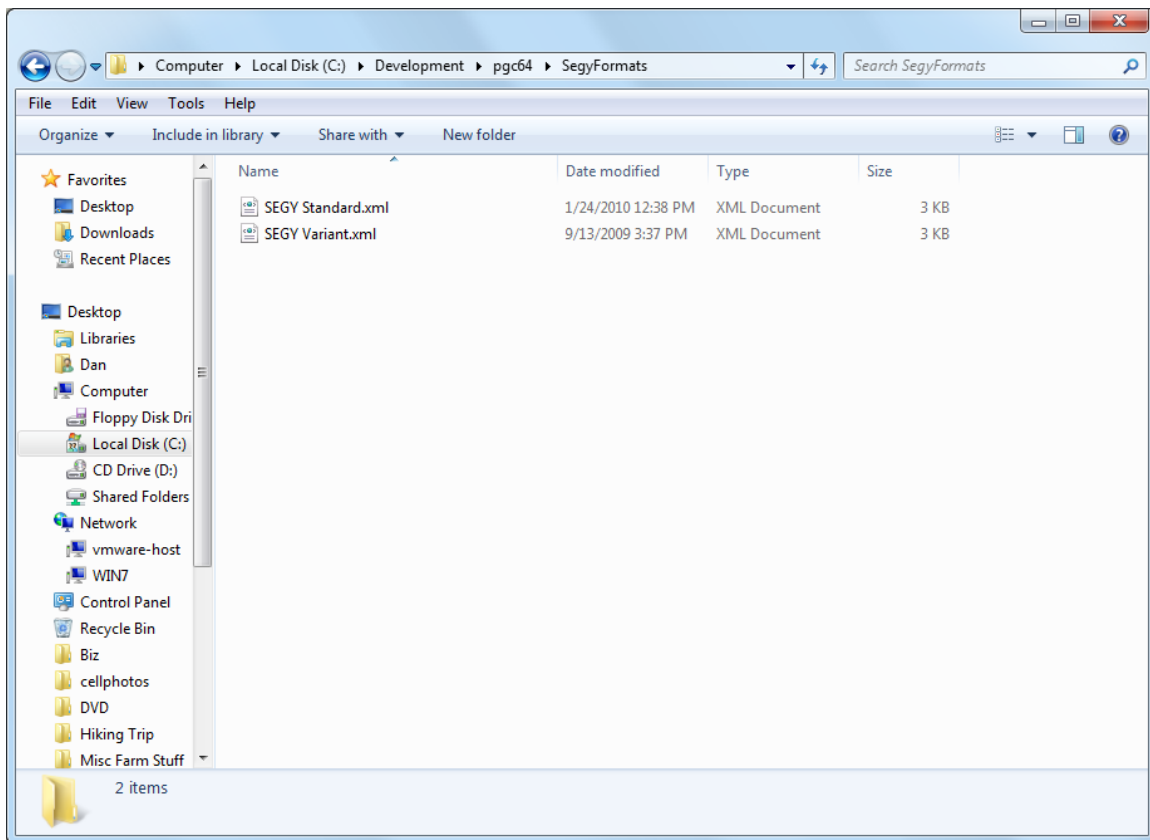 Computer Local Disk (C:) Development pgc64 SegyFormats Search SegyFormats
File Edit View Tools Help
Organize Include in library Share with New folder
Favorites
Desktop
Downloads
Recent Places
Desktop
Libraries
Dan
Computer
Floppy Disk Dri
Local Disk (C:)
CD Drive (D:)
Shared Folders
Network
vmware-host
WIN7
Control Panel
Recycle Bin
Biz
cellphotos
DVD
Hiking Trip
Misc Farm Stuff
Name Date modified Type Size
SEGY Standard.xml 1/24/2010 12:38 PM XML Document 3 KB
SEGY Variant.xml 9/13/2009 3:37 PM XML Document 3 KB
2 items